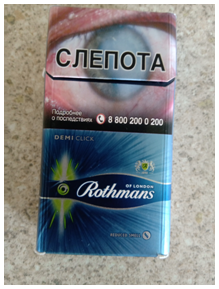 СЛЕПОТА
Подробнее
о последствиях
8 800 200 0 200
DEMI CLICK
OF LONDON
Rothmans